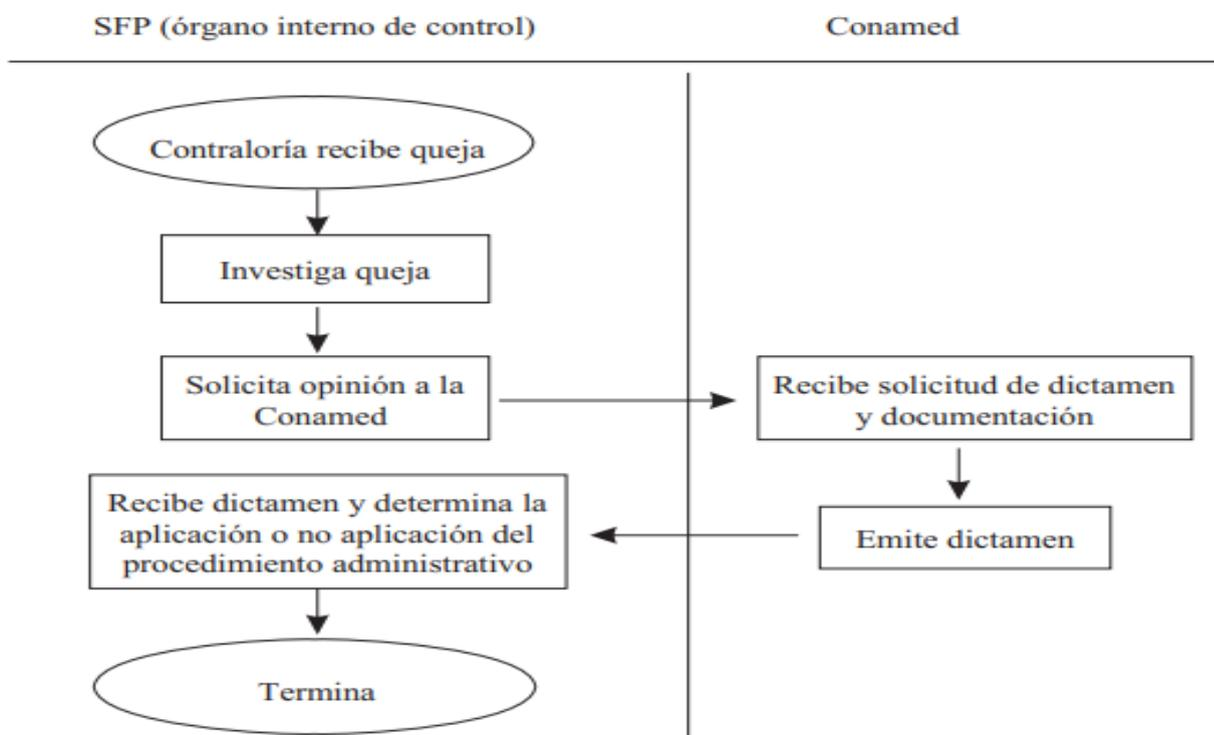 SFP (órgano interno de control)
Conamed
Contraloría recibe queja
Investiga queja
Solicita opinión a la
Conamed
Recibe solicitud de dictamen
y documentación
Emite dictamen
Recibe dictamen y determina la
aplicación o no aplicación del
procedimiento administrativo
Termina